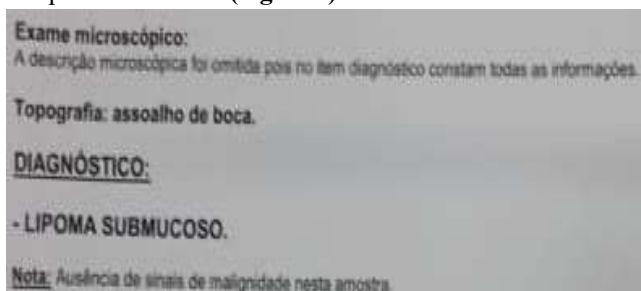 Exame microscópico:
A descrição microscópica foi omitida pois no item diagnóstico constam todas as informações.
Topografia: assoalho de boca.
DIAGNÓSTICO:
- LIPOMA SUBMUCOSO.
Nota: Ausência de sinais de malignidade nesta amostra.